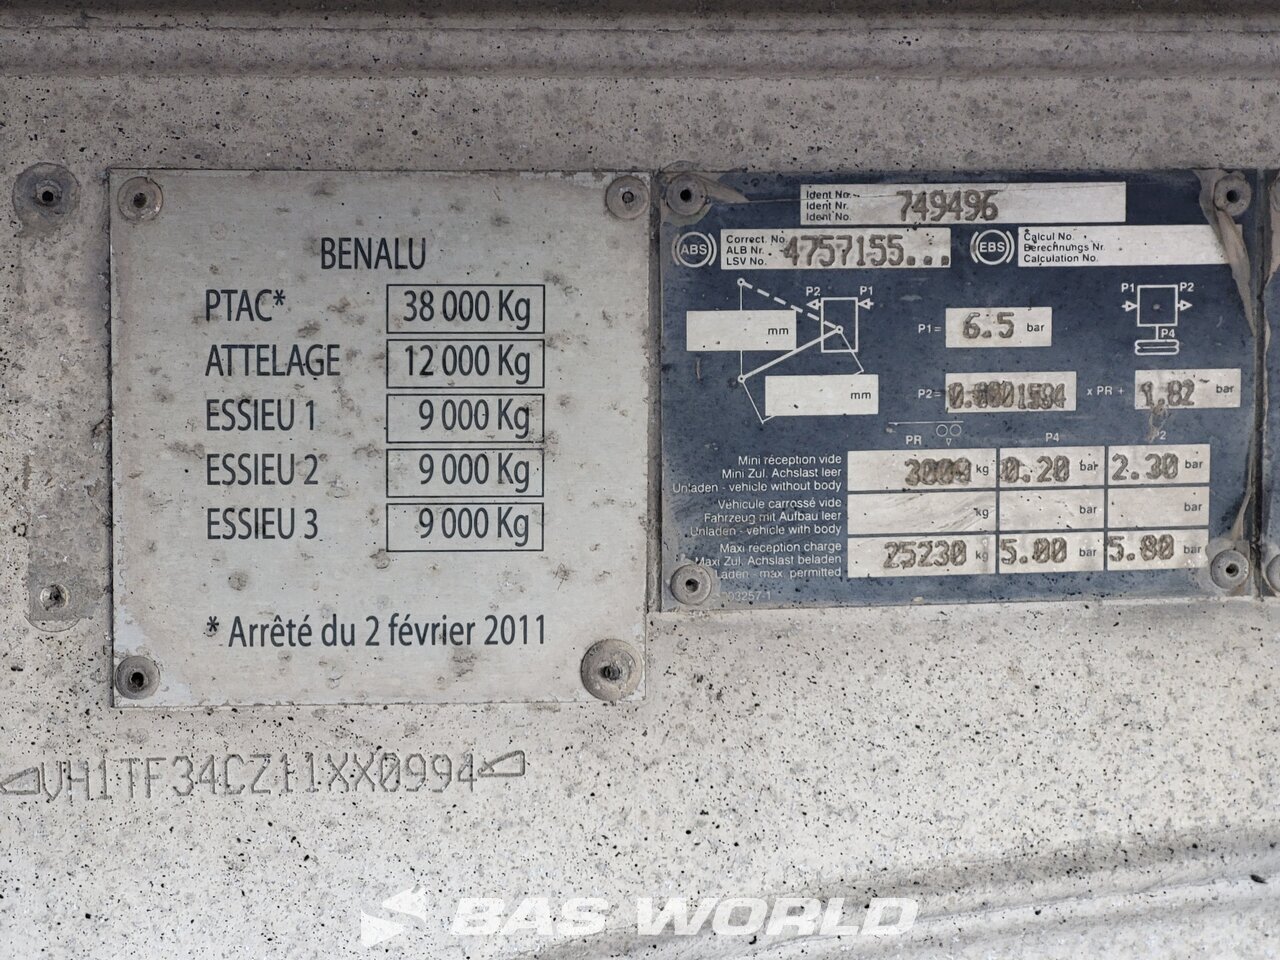 BENALU
PTAC* 38 000 Kg
ATTELAGE 12 000 Kg
ESSIEU 1 9 000 Kg
ESSIEU 2 9 000 Kg
ESSIEU 3 9 000 Kg
* Arrêté du 2 février 2011
Ident No.
Ident Nr.
Ident No.
749496
ABS
Correct. No.
ALB Nr.
LSV No.
4757155...
EBS
Calcul No.
Berechnungs Nr.
Calculation No.
P2 P1
mm
mm
P1= 6.5 bar
P1 P2
P4
P2= x PR + 1.82 bar
PR P4
Mini réception vide
Mini Zul. Achslast leer
Unladen - vehicle without body
3000 kg 0.20 bar 2.30 bar
Véhicule carrossé vide
Fahrzeug mit Aufbau leer
Unladen - vehicle with body
kg bar bar
Maxi reception charge
Maxi Zul. Achslast beladen
Laden - max. permitted
25230 kg 5.00 bar 5.80 bar
VH1TF34CZ11XX0994
BAS WORLD